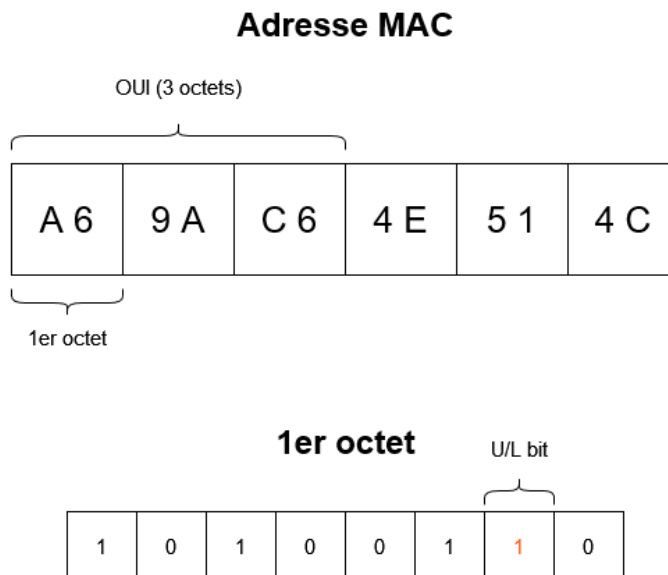 Adresse MAC
OUI (3 octets)
A 6 9 A C 6 4 E 5 1 4 C
1er octet
1er octet
U/L bit
1 0 1 0 0 1 1 0